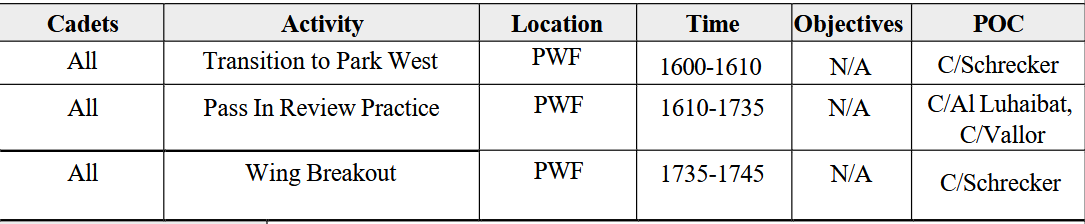 Cadets Activity Location Time Objectives POC
All Transition to Park West PWF 1600-1610 N/A C/Schrecker
All Pass In Review Practice PWF 1610-1735 N/A C/Al Luhaibat,
C/Vallor
All Wing Breakout PWF 1735-1745 N/A C/Schrecker